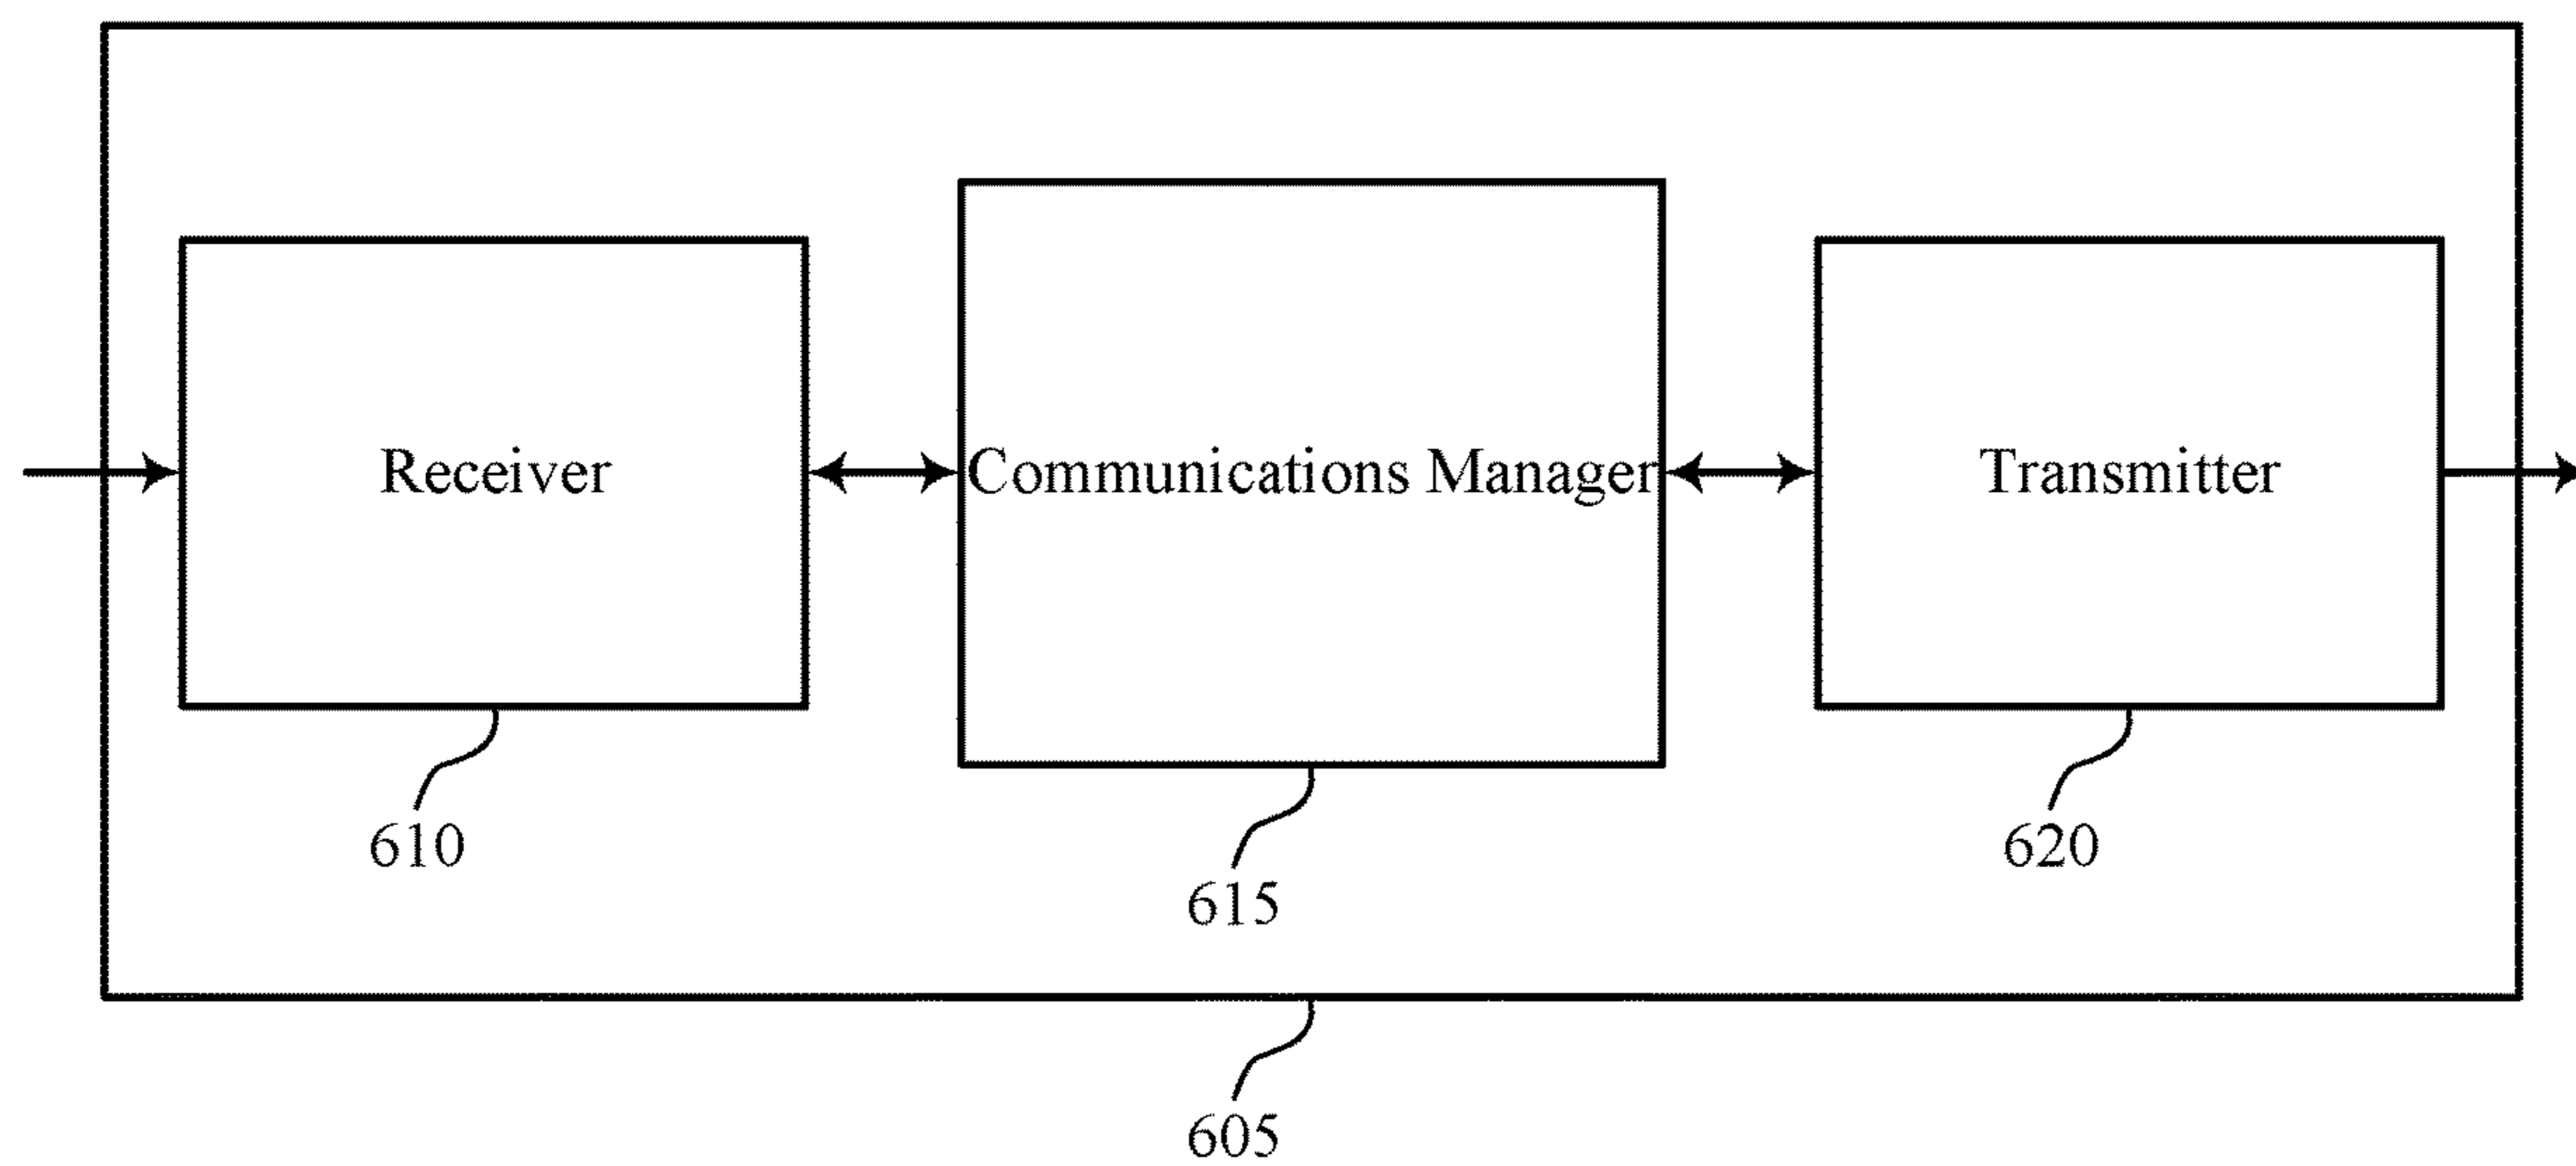 Receiver
Communications Manager
Transmitter
610
615
620
605